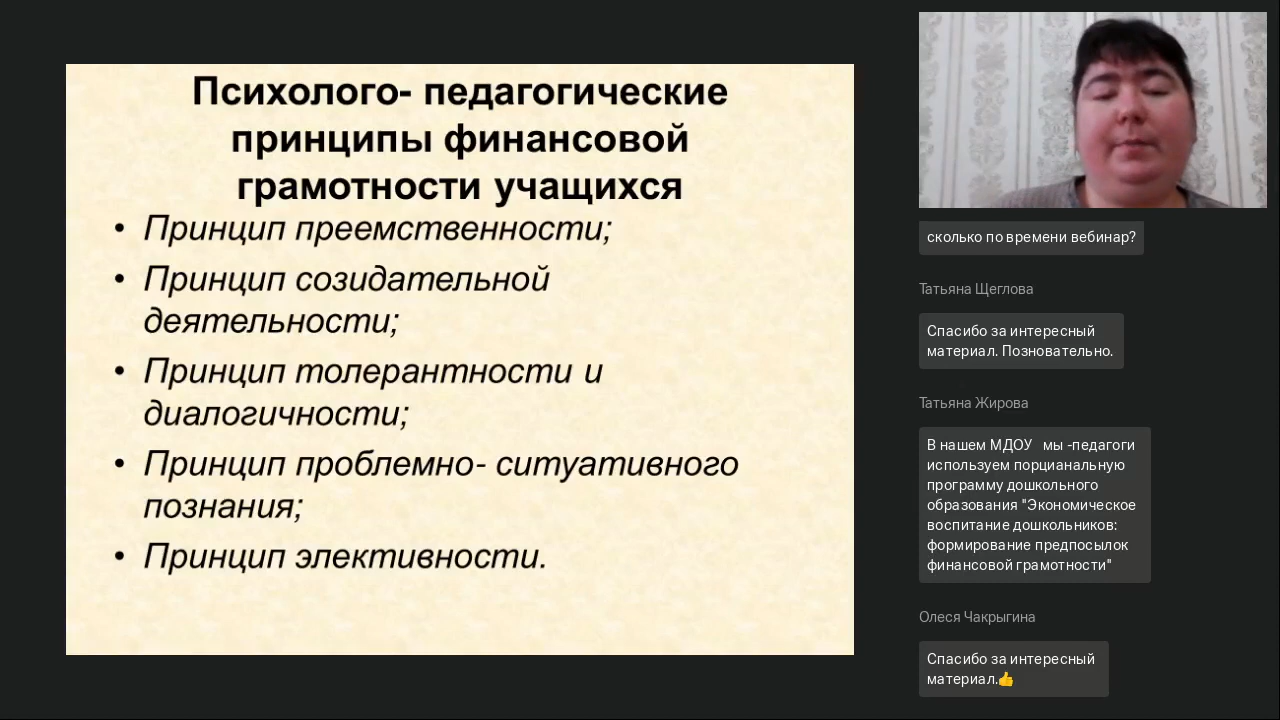 Психолого- педагогические
принципы финансовой
грамотности учащихся
• Принцип преемственности;
• Принцип созидательной
деятельности;
• Принцип толерантности и
диалогичности;
• Принцип проблемно- ситуативного
познания;
• Принцип элективности.
сколько по времени вебинар?
Татьяна Щеглова
Спасибо за интересный
материал. Позновательно.
Татьяна Жирова
В нашем МДОУ мы -педагоги
используем порцианальную
программу дошкольного
образования "Экономическое
воспитание дошкольников:
формирование предпосылок
финансовой грамотности"
Олеся Чакрыгина
Спасибо за интересный
материал.👍